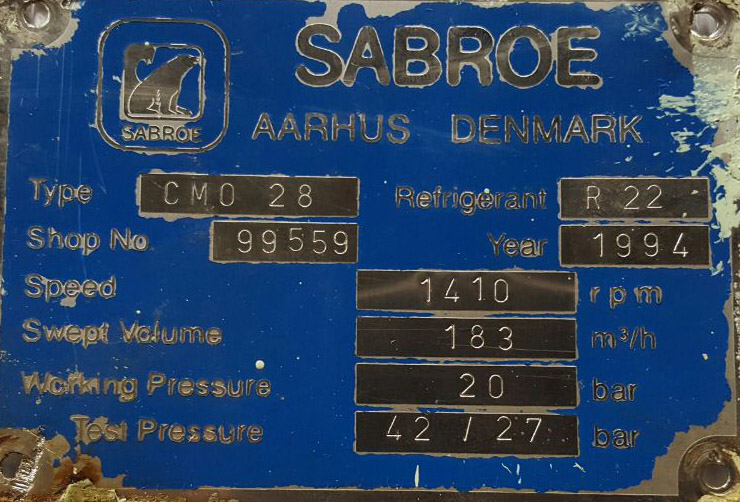 SABROE
SABROE
AARHUS DENMARK
Type CMO 28 Refrigerant R 22
Shop No 99559 Year 1994
Speed 1410 rpm
Swept Volume 183 m³/h
Working Pressure 20 bar
Test Pressure 42 / 27 bar